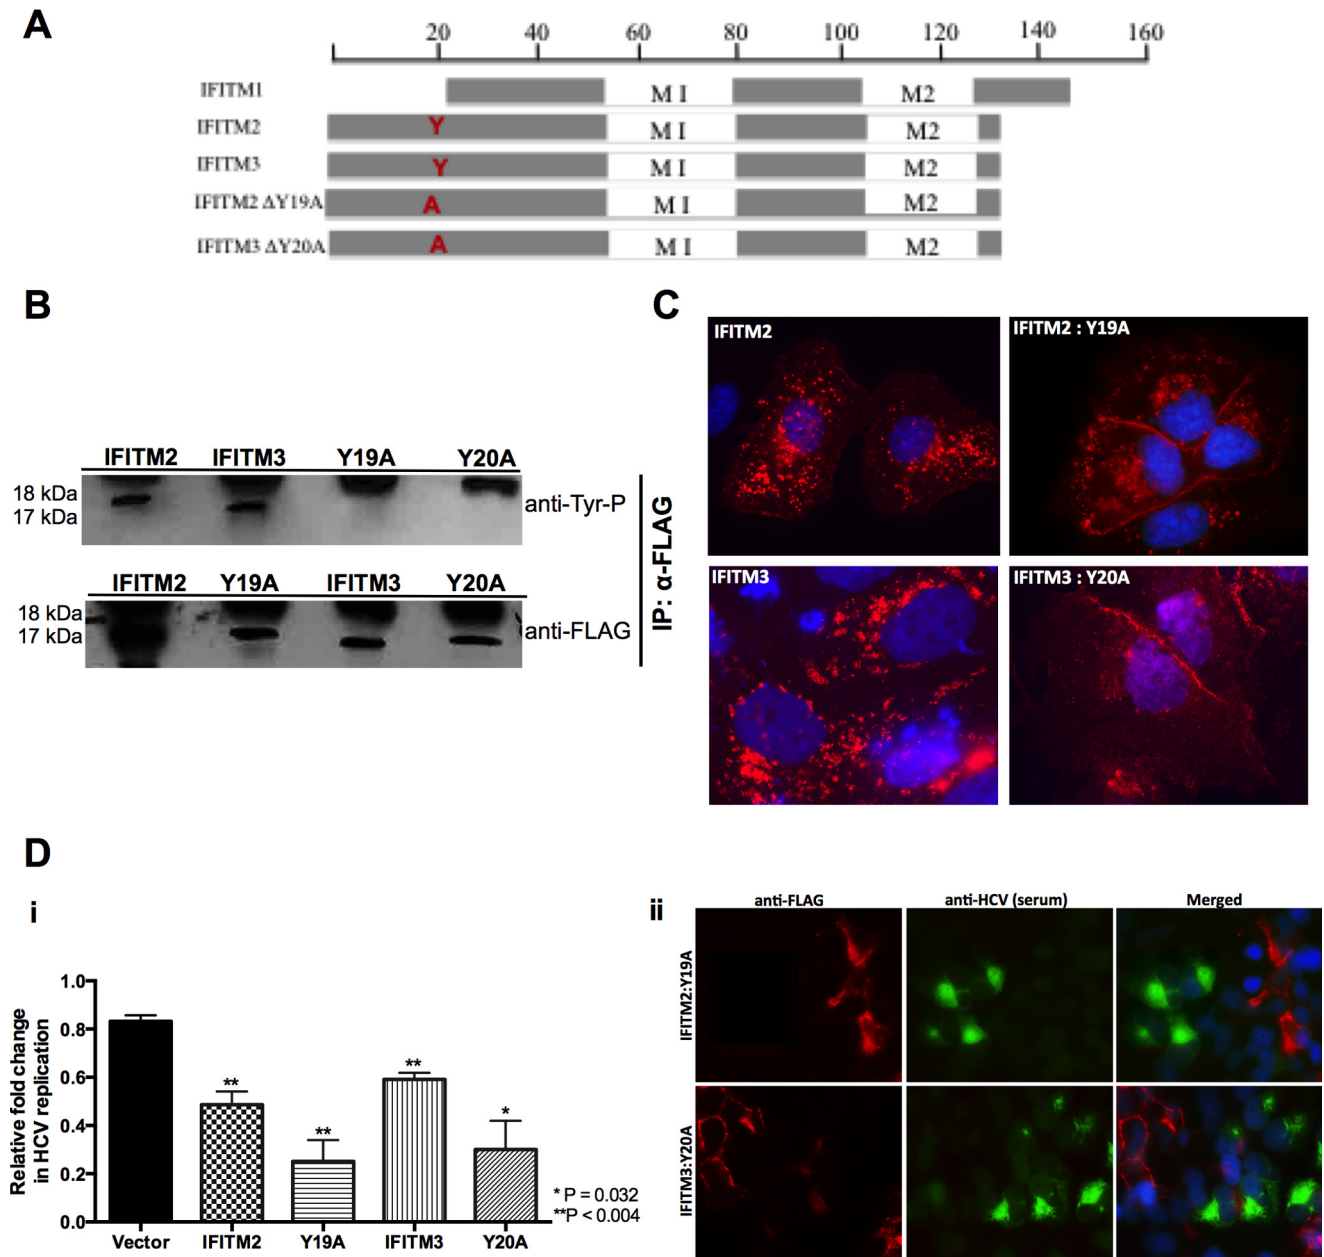 A
20 40 60 80 100 120 140 160
IFITM1 M I M2
IFITM2 Y M I M2
IFITM3 Y M I M2
IFITM2 ΔY19A A M I M2
IFITM3 ΔY20A A M I M2
B
IFITM2 IFITM3 Y19A Y20A
18 kDa
17 kDa
anti-Tyr-P
IFITM2 Y19A IFITM3 Y20A
18 kDa
17 kDa
anti-FLAG
IP: α-FLAG
C
IFITM2
IFITM2 : Y19A
IFITM3
IFITM3 : Y20A
D
i
Relative fold change
in HCV replication
1.0
0.8
0.6
0.4
0.2
0.0
** ** ** *
Vector IFITM2 Y19A IFITM3 Y20A
* P = 0.032
**P < 0.004
ii
anti-FLAG anti-HCV (serum) Merged
IFITM2:Y19A
IFITM3:Y20A